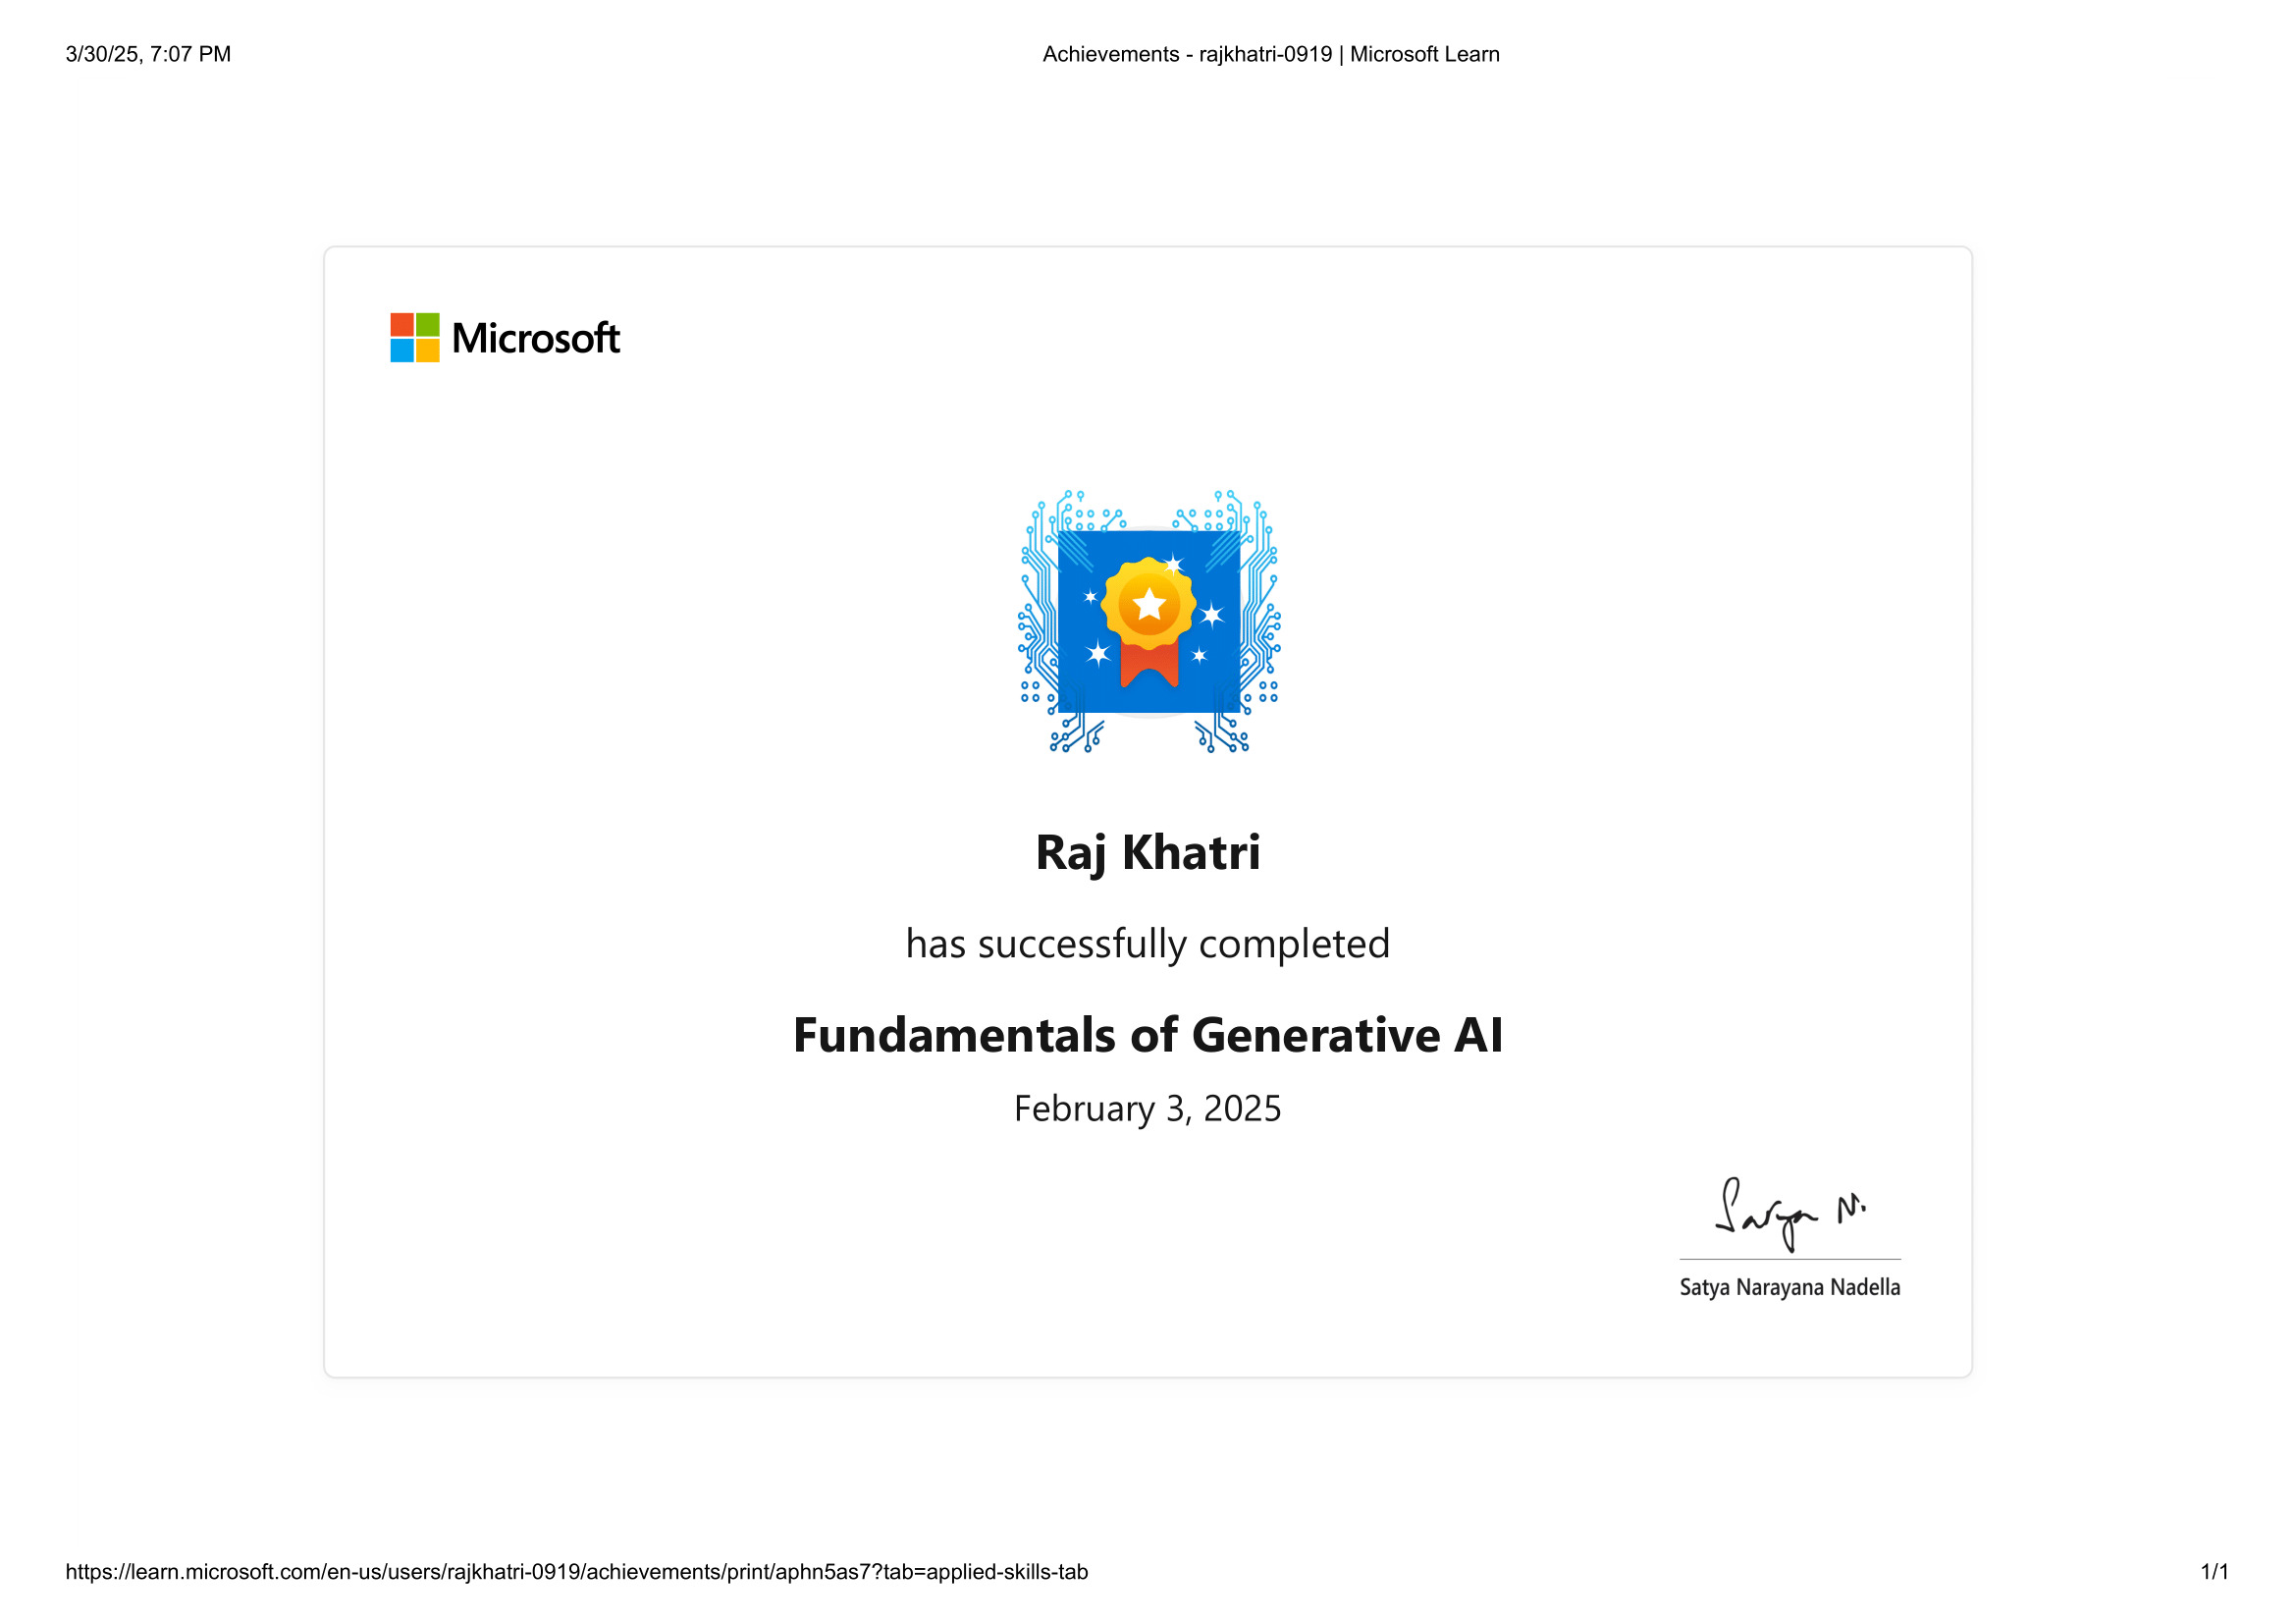 3/30/25, 7:07 PM
Achievements - rajkhatri-0919 | Microsoft Learn
Microsoft
Raj Khatri
has successfully completed
Fundamentals of Generative AI
February 3, 2025
Satya N.
Satya Narayana Nadella
https://learn.microsoft.com/en-us/users/rajkhatri-0919/achievements/print/aphn5as7?tab=applied-skills-tab
1/1